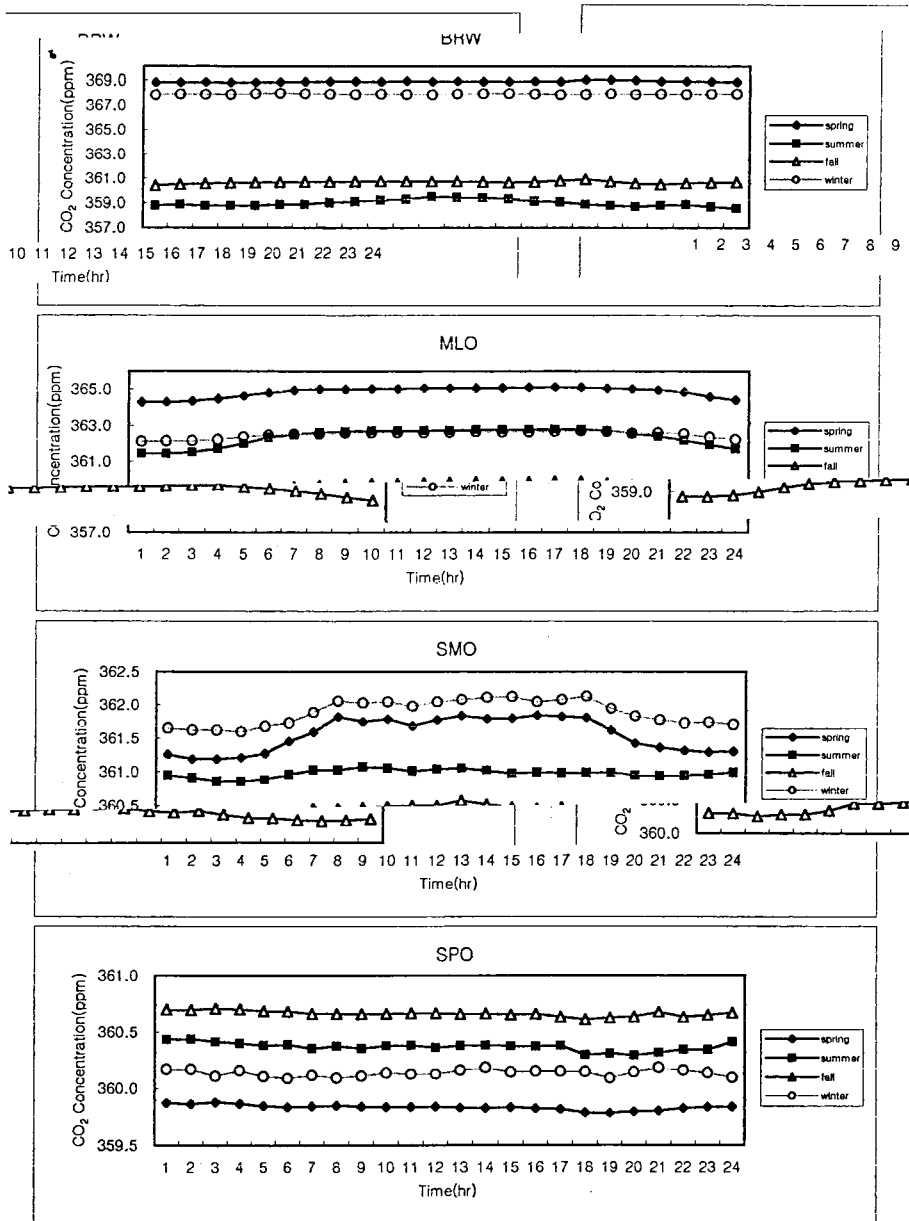 BRW
BRW
CO₂ Concentration(ppm)
369.0
367.0
365.0
363.0
361.0
359.0
357.0
spring
summer
fall
winter
1 2 3 4 5 6 7 8 9
10 11 12 13 14 15 16 17 18 19 20 21 22 23 24
Time(hr)
MLO
365.0
363.0
361.0
359.0
357.0
spring
summer
fall
winter
1 2 3 4 5 6 7 8 9 10 11 12 13 14 15 16 17 18 19 20 21 22 23 24
Time(hr)
SMO
Concentration(ppm)
CO₂
362.5
362.0
361.5
361.0
360.5
360.0
spring
summer
fall
winter
1 2 3 4 5 6 7 8 9 10 11 12 13 14 15 16 17 18 19 20 21 22 23 24
Time(hr)
SPO
CO₂ Concentration(ppm)
361.0
360.5
360.0
359.5
spring
summer
fall
winter
1 2 3 4 5 6 7 8 9 10 11 12 13 14 15 16 17 18 19 20 21 22 23 24
Time(hr)